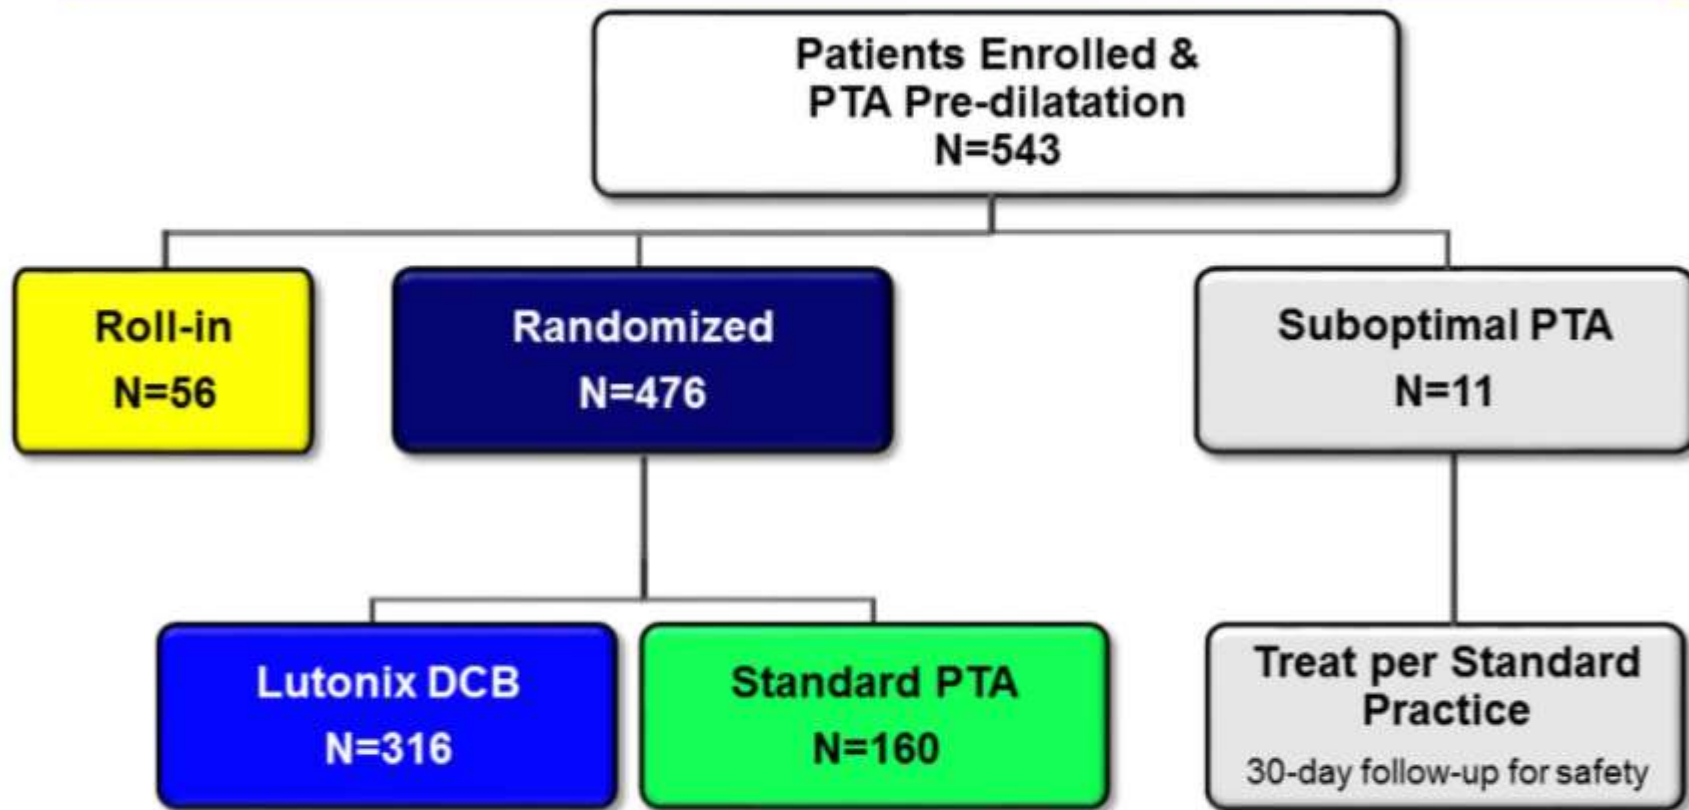 Patients Enrolled &
PTA Pre-dilatation
N=543
Roll-in
N=56
Randomized
N=476
Suboptimal PTA
N=11
Lutonix DCB
N=316
Standard PTA
N=160
Treat per Standard
Practice
30-day follow-up for safety